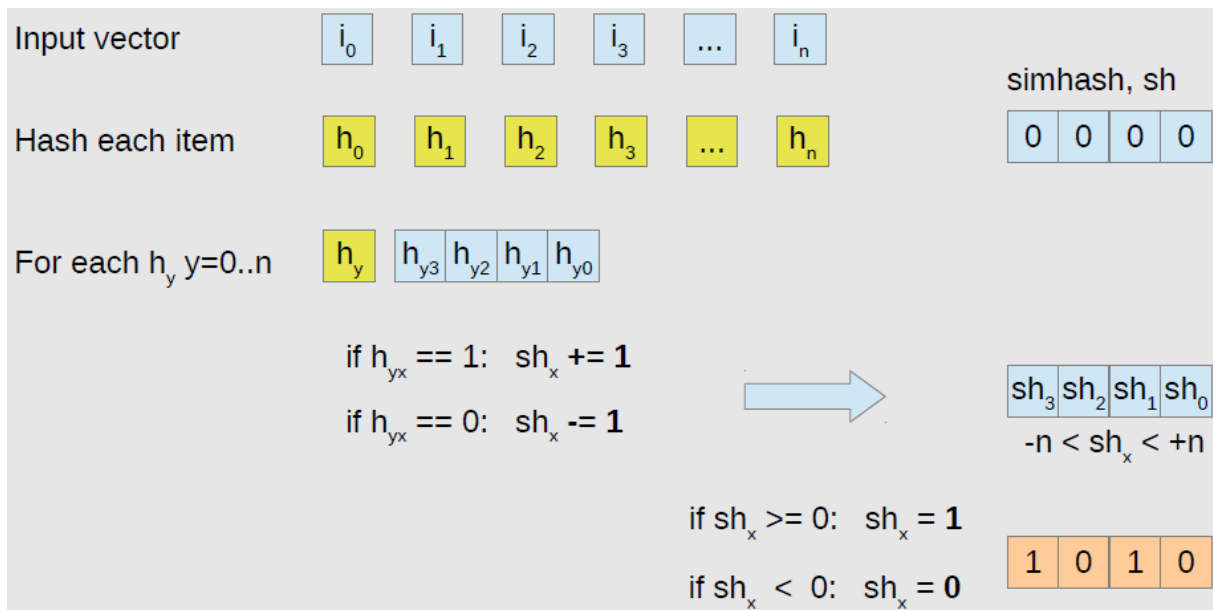 Input vector i0 i1 i2 i3 ... in
simhash, sh
Hash each item h0 h1 h2 h3 ... hn 0 0 0 0
For each hy y=0..n hy hy3 hy2 hy1 hy0
if hyx == 1: shx += 1
if hyx == 0: shx -= 1
sh3 sh2 sh1 sh0
-n < shx < +n
if shx >= 0: shx = 1
1 0 1 0
if shx < 0: shx = 0